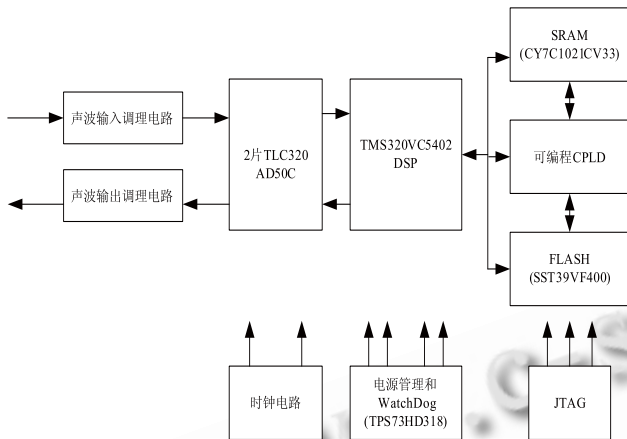 SRAM
(CY7C1021CV33)
声波输入调理电路
2片TLC320
AD50C
TMS320VC5402
DSP
可编程CPLD
声波输出调理电路
FLASH
(SST39VF400)
时钟电路
电源管理和
WatchDog
(TPS73HD318)
JTAG